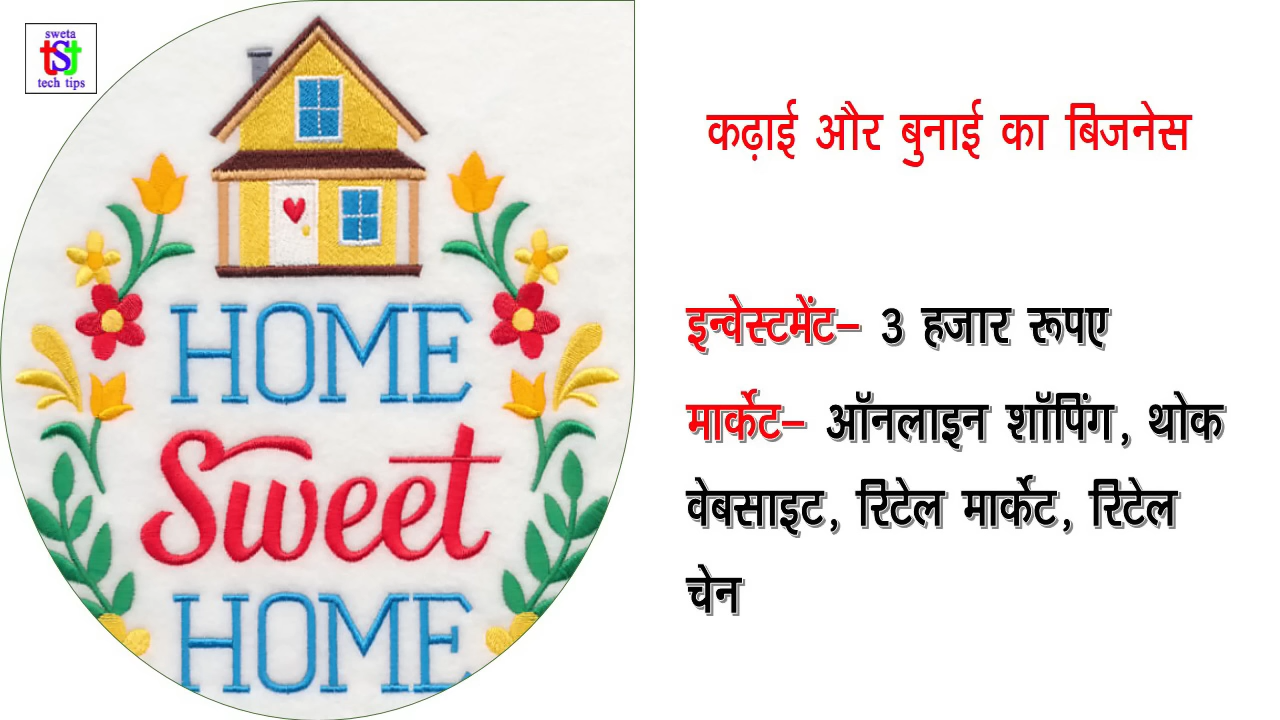 sweta
tst
tech tips
HOME
Sweet
HOME
कढ़ाई और बुनाई का बिजनेस
इन्वेस्टमेंट– 3 हजार रूपए
मार्केट– ऑनलाइन शॉपिंग, थोक
वेबसाइट, रिटेल मार्केट, रिटेल
चेन